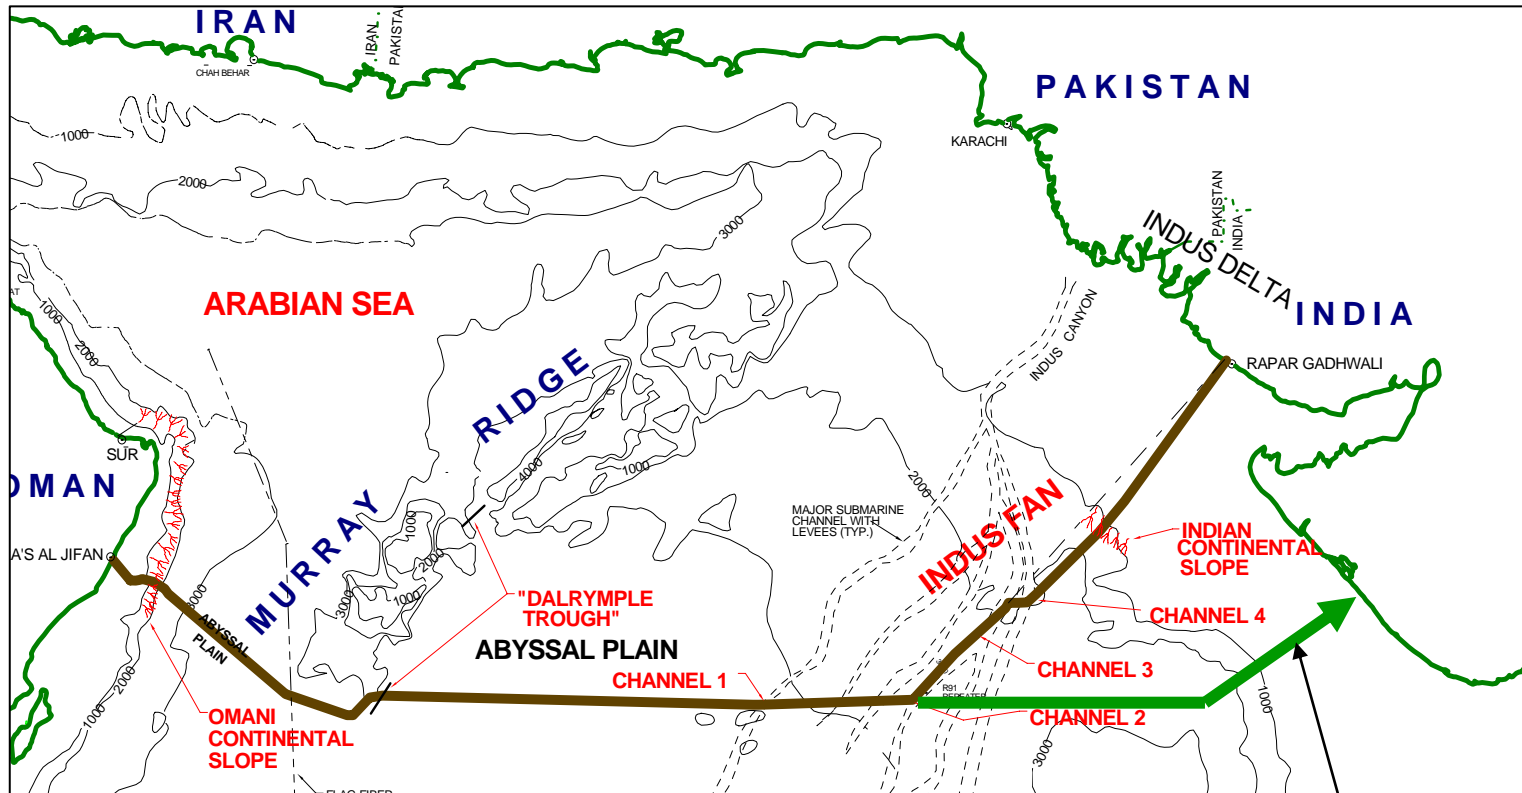 IRAN
IRAN
PAKISTA
CHAH BEHAR
PAKISTAN
KARACHI
1000
2000
3000
PAKISTAN
INDIA
INDUS DELTA
INDIA
ARABIAN SEA
AT
1000
2000
INDUS CANYON
RAPAR GADHWALI
RIDGE
SUR
OMAN
4000
1000
2000
MAJOR SUBMARINE
CHANNEL WITH
LEVEES (TYP.)
INDUS FAN
INDIAN
CONTINENTAL
SLOPE
MURRAY
1000
2000
3000
1000
A'S AL JIFAN
3000
ABYSSAL
PLAIN
"DALRYMPLE
TROUGH"
ABYSSAL PLAIN
CHANNEL 4
CHANNEL 3
CHANNEL 1
R91
REPEATER
CHANNEL 2
2000
1000
OMANI
CONTINENTAL
SLOPE
1000
3000